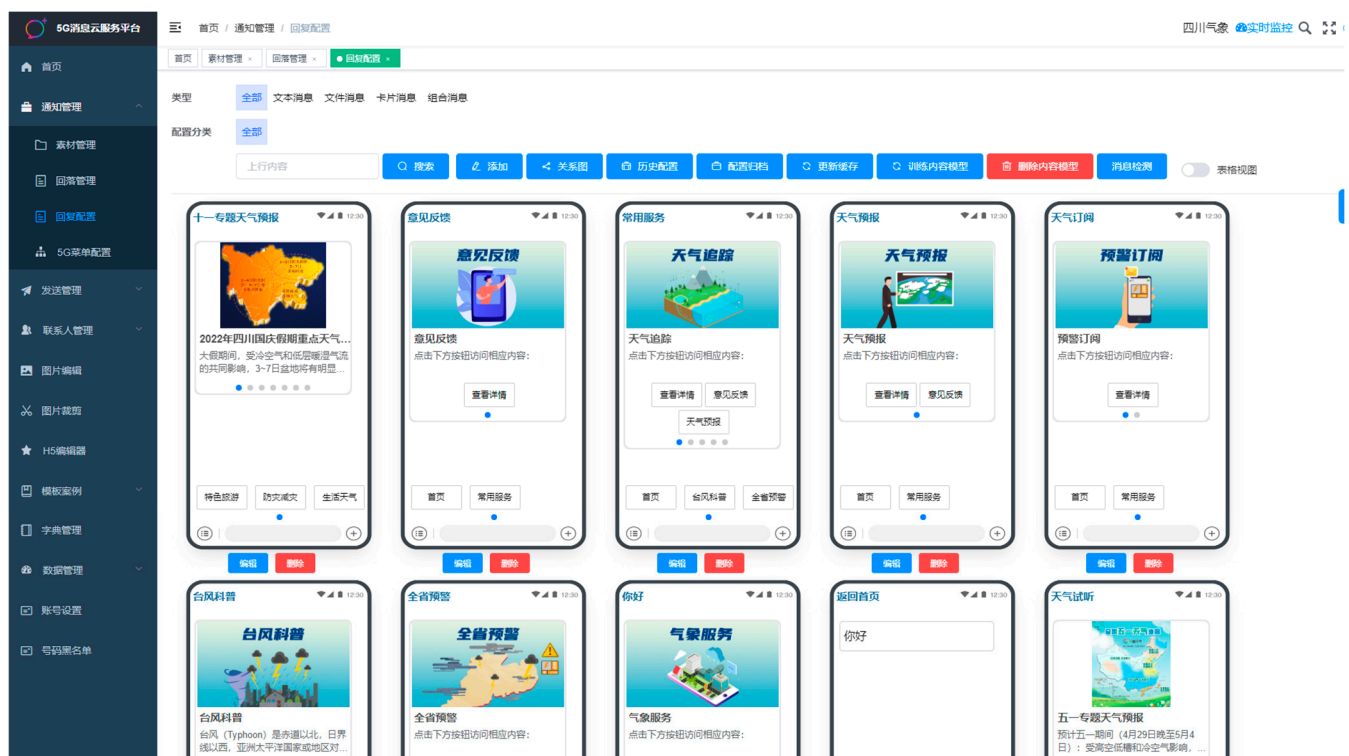 5G消息云服务平台
首页 / 通知管理 / 回复配置
四川气象 实时监控
首页
通知管理
素材管理
回落管理
回复配置
5G菜单配置
发送管理
联系人管理
图片编辑
图片裁剪
H5编辑器
模板案例
字典管理
数据管理
账号设置
号码黑名单
首页 素材管理 × 回落管理 × 回复配置 ×
类型 全部 文本消息 文件消息 卡片消息 组合消息
配置分类 全部
上行内容 搜索 添加 关系图 历史配置 配置归档 更新缓存 训练内容模型 删除内容模型 消息检测 表格视图
十一专题天气预报 12:30
2022年四川国庆假期重点天气...
大假期间，受冷空气和低层暖湿气流
的共同影响，3~7日盆地将有明显...
特色旅游 防灾减灾 生活天气
编辑 删除
意见反馈 12:30
意见反馈
意见反馈
点击下方按钮访问相应内容：
查看详情
首页 常用服务
编辑 删除
常用服务 12:30
天气追踪
天气追踪
点击下方按钮访问相应内容：
查看详情 意见反馈
天气预报
首页 台风科普 全省预警
编辑 删除
天气预报 12:30
天气预报
天气预报
点击下方按钮访问相应内容：
查看详情 意见反馈
首页 常用服务
编辑 删除
天气订阅 12:30
预警订阅
预警订阅
点击下方按钮访问相应内容：
查看详情
首页 常用服务
编辑 删除
台风科普 12:30
台风科普
台风科普
台风（Typhoon）是赤道以北，日界
线以西，亚洲太平洋国家或地区对...
全省预警 12:30
全省预警
全省预警
点击下方按钮访问相应内容：
你好 12:30
气象服务
气象服务
点击下方按钮访问相应内容：
返回首页 12:30
你好
天气试听 12:30
五一专题天气预报
预计五一期间（4月29日晚至5月4
日）：受高空低槽和冷空气影响，...